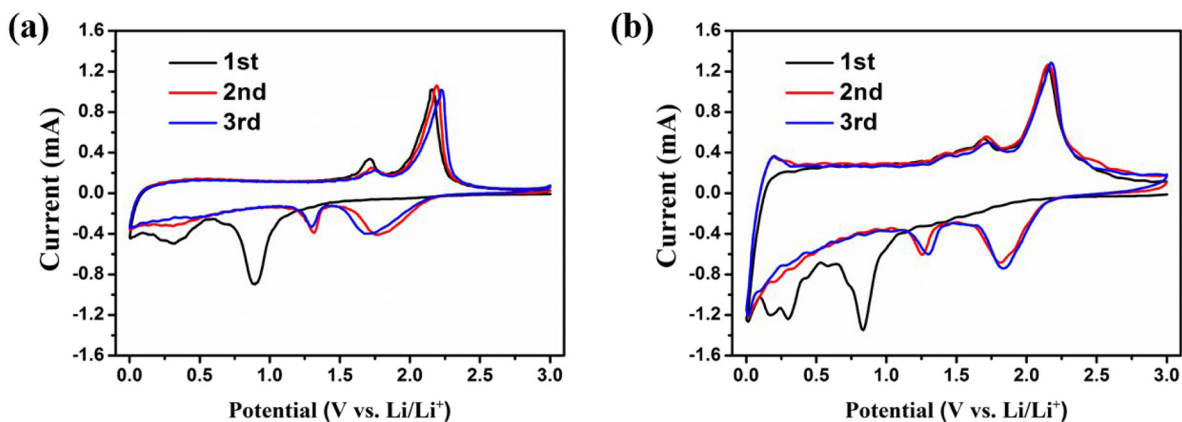 (a)
1.6
1.2
0.8
0.4
0.0
-0.4
-0.8
-1.2
-1.6
Current (mA)
1st
2nd
3rd
0.0 0.5 1.0 1.5 2.0 2.5 3.0
Potential (V vs. Li/Li⁺)
(b)
1.6
1.2
0.8
0.4
0.0
-0.4
-0.8
-1.2
-1.6
Current (mA)
1st
2nd
3rd
0.0 0.5 1.0 1.5 2.0 2.5 3.0
Potential (V vs. Li/Li⁺)